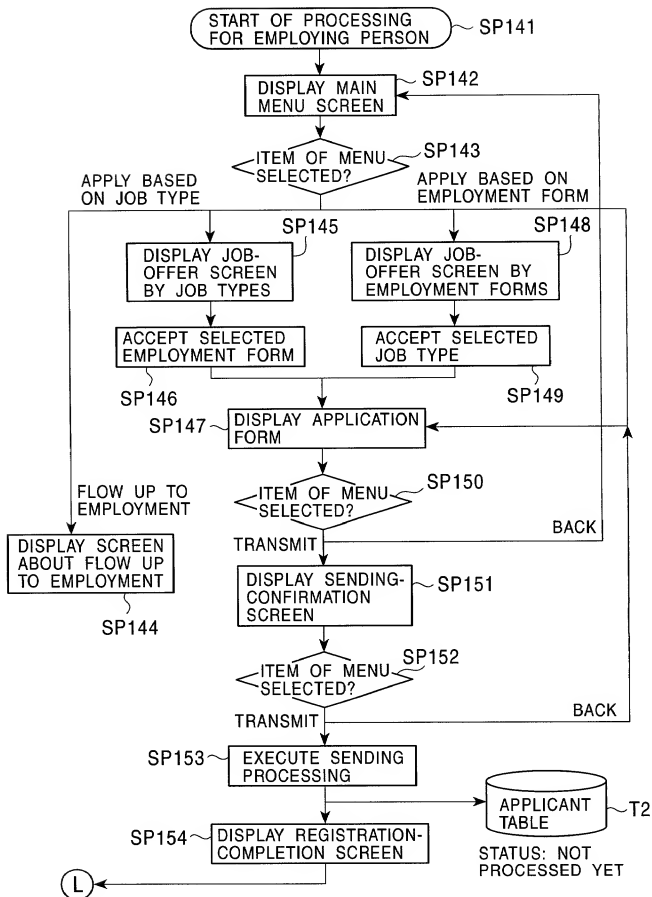 START OF PROCESSING
FOR EMPLOYING PERSON
SP141
DISPLAY MAIN
MENU SCREEN
SP142
ITEM OF MENU
SELECTED?
SP143
APPLY BASED
ON JOB TYPE
APPLY BASED ON
EMPLOYMENT FORM
SP145
DISPLAY JOB-
OFFER SCREEN
BY JOB TYPES
SP148
DISPLAY JOB-
OFFER SCREEN BY
EMPLOYMENT FORMS
ACCEPT SELECTED
EMPLOYMENT FORM
SP146
ACCEPT SELECTED
JOB TYPE
SP149
SP147
DISPLAY APPLICATION
FORM
ITEM OF MENU
SELECTED?
SP150
FLOW UP TO
EMPLOYMENT
TRANSMIT
BACK
DISPLAY SCREEN
ABOUT FLOW UP
TO EMPLOYMENT
SP144
DISPLAY SENDING-
CONFIRMATION
SCREEN
SP151
ITEM OF MENU
SELECTED?
SP152
TRANSMIT
BACK
SP153
EXECUTE SENDING
PROCESSING
APPLICANT
TABLE
T2
STATUS: NOT
PROCESSED YET
SP154
DISPLAY REGISTRATION-
COMPLETION SCREEN
L